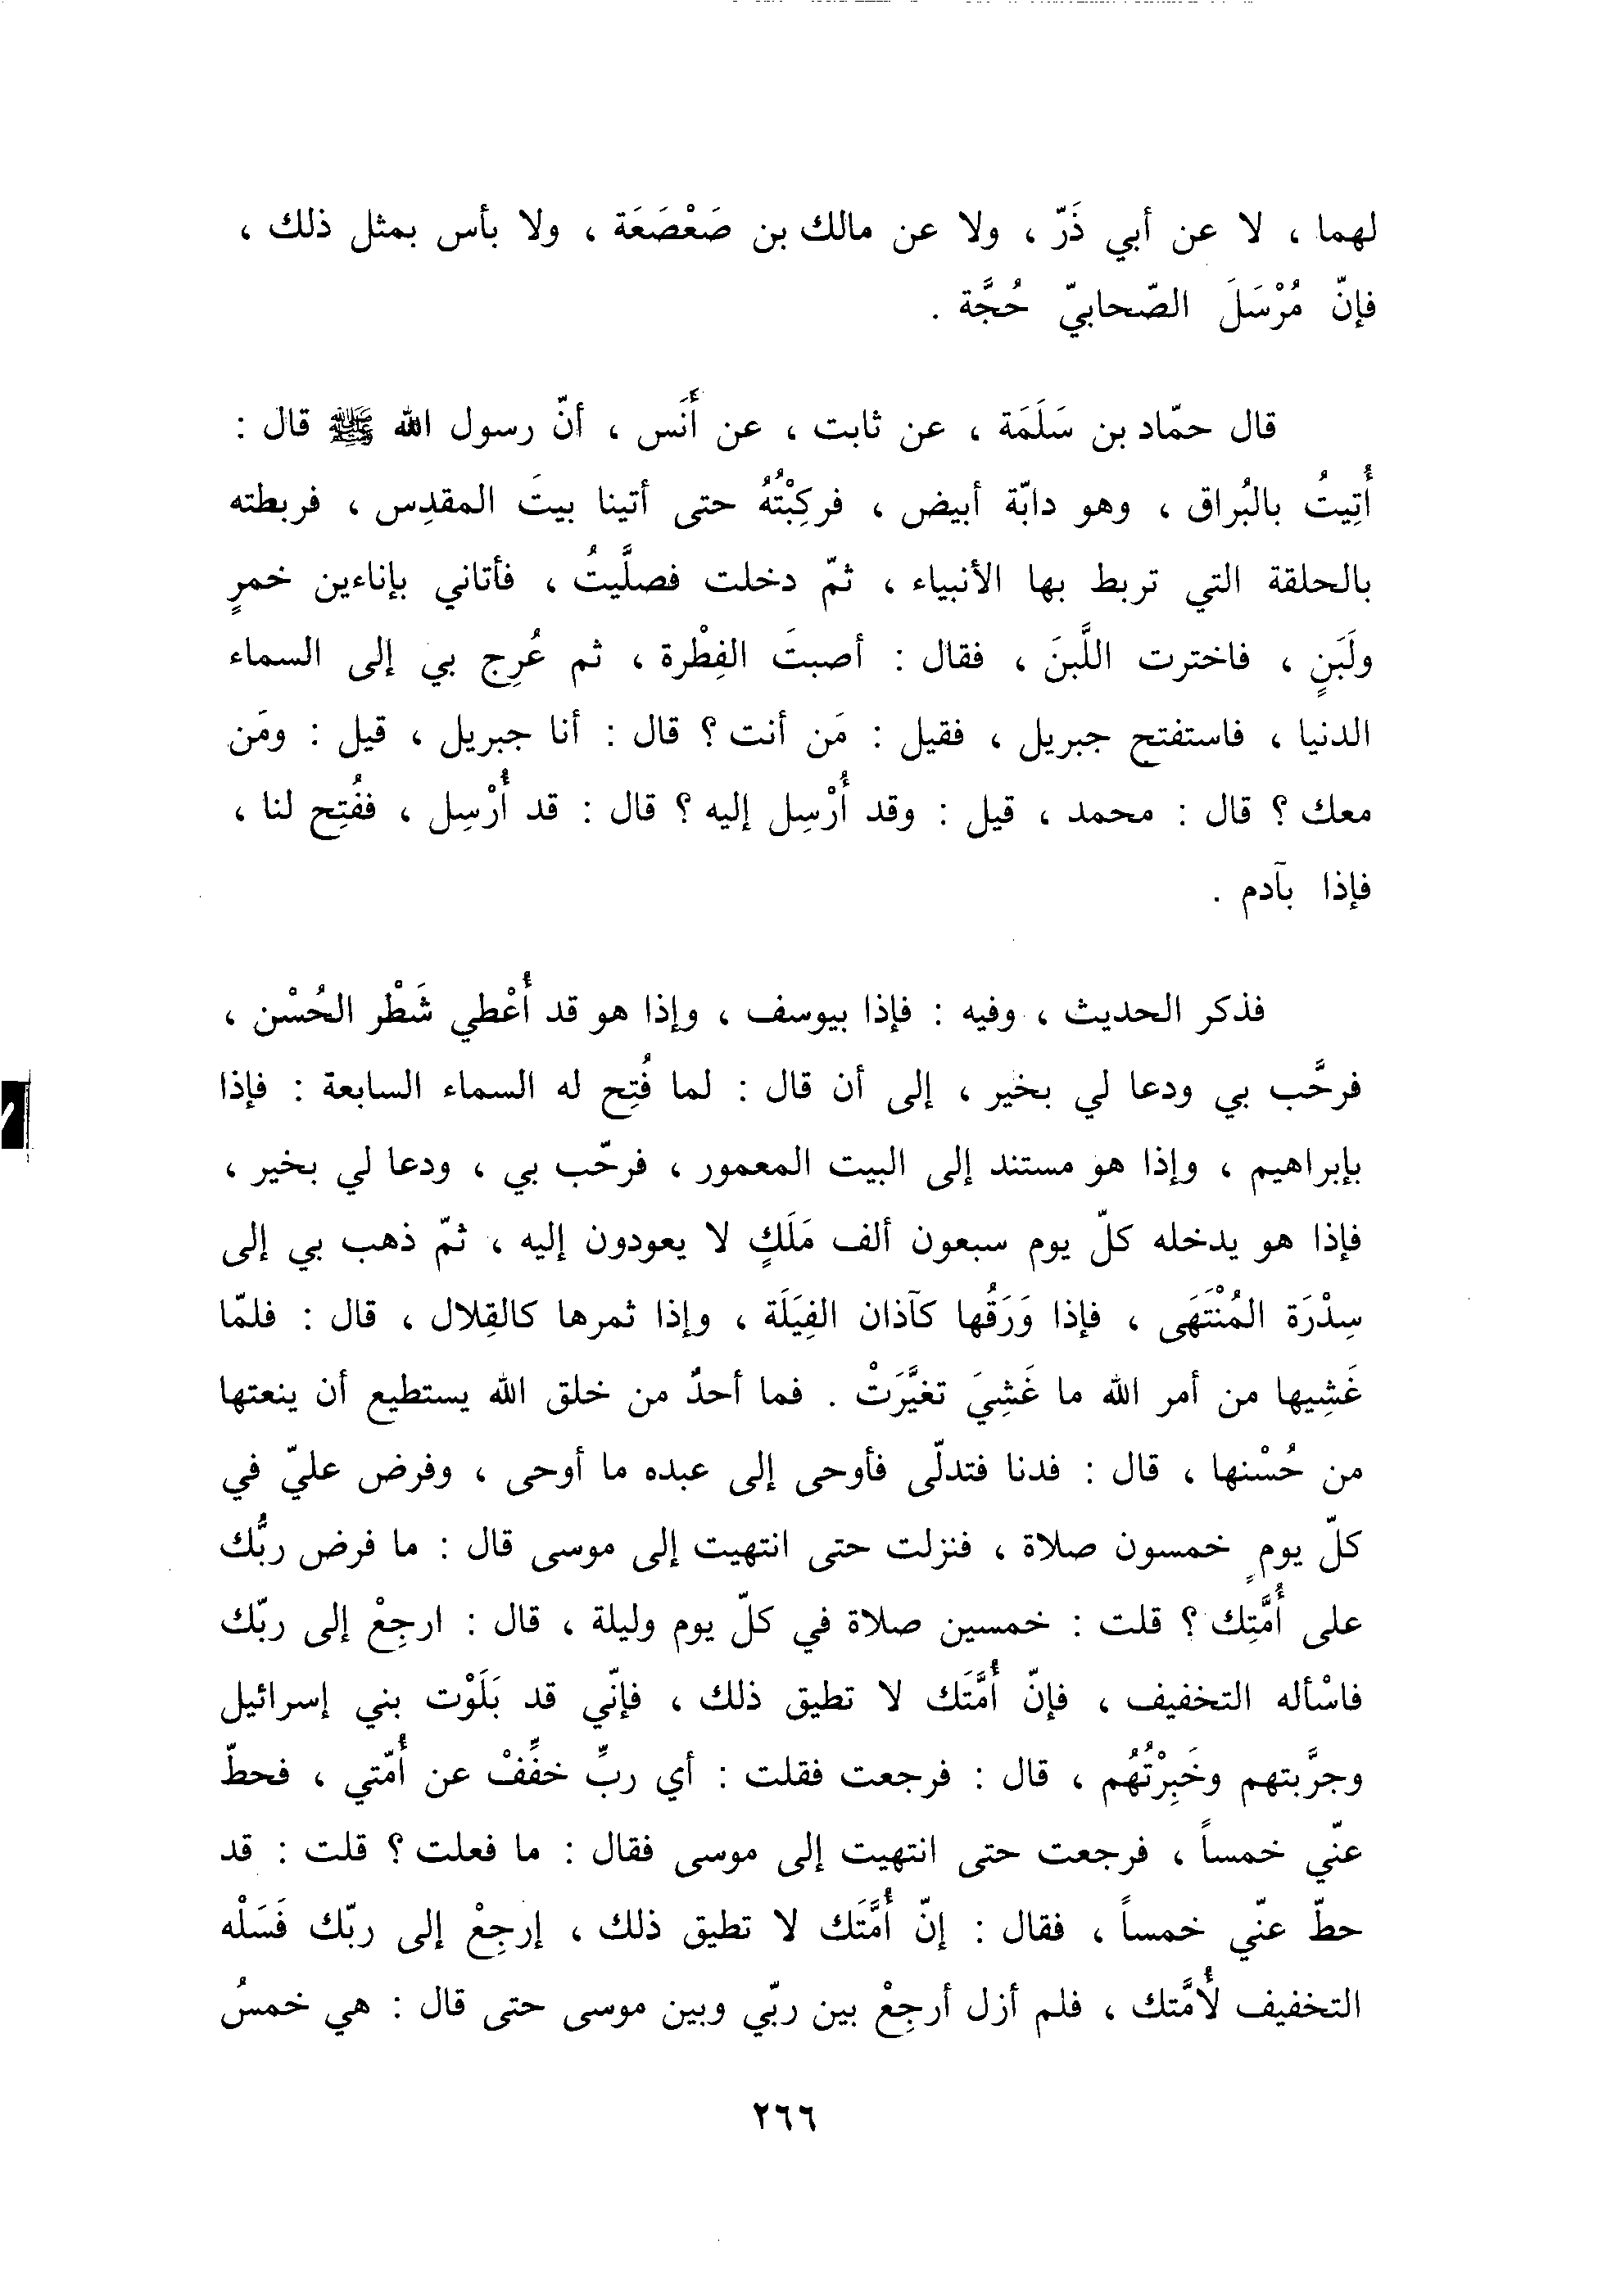 لهما ، لا عن أبي ذَرّ ، ولا عن مالك بن صَعْصَعَة ، ولا بأس بمثل ذلك ،
فإنّ مُرْسَلَ الصّحابيّ حُجَّة .
قال حمّاد بن سَلَمَة ، عن ثابت ، عن أَنَس ، أنّ رسول الله ﷺ قال :
أُتِيتُ بالبُراق ، وهو دابّة أبيض ، فركِبْتُهُ حتى أتينا بيتَ المقدِس ، فربطته
بالحلقة التي تربط بها الأنبياء ، ثمّ دخلت فصلَّيتُ ، فأتاني بإناءين خمرٍ
ولَبَنٍ ، فاخترت اللَّبنَ ، فقال : أصبتَ الفِطْرة ، ثم عُرِج بي إلى السماء
الدنيا ، فاستفتح جبريل ، فقيل : مَن أنت ؟ قال : أنا جبريل ، قيل : ومَن
معك ؟ قال : محمد ، قيل : وقد أُرْسِل إليه ؟ قال : قد أُرْسِل ، ففُتِح لنا ،
فإذا بآدم .
فذكر الحديث ، وفيه : فإذا بيوسف ، وإذا هو قد أُعْطي شَطْر الحُسْن ،
فرحَّب بي ودعا لي بخير ، إلى أن قال : لما فُتِح له السماء السابعة : فإذا
بإبراهيم ، وإذا هو مستند إلى البيت المعمور ، فرحّب بي ، ودعا لي بخير ،
فإذا هو يدخله كلّ يوم سبعون ألف مَلَكٍ لا يعودون إليه ، ثمّ ذهب بي إلى
سِدْرَة المُنْتَهَى ، فإذا وَرَقُها كآذان الفِيَلَة ، وإذا ثمرها كالقِلال ، قال : فلمّا
غَشِيها من أمر الله ما غَشِيَ تغيَّرَتْ . فما أحدٌ من خلق الله يستطيع أن ينعتها
من حُسْنها ، قال : فدنا فتدلّى فأوحى إلى عبده ما أوحى ، وفرض عليّ في
كلّ يومٍ خمسون صلاة ، فنزلت حتى انتهيت إلى موسى قال : ما فرض ربُّك
على أُمَّتِك ؟ قلت : خمسين صلاة في كلّ يوم وليلة ، قال : ارجِعْ إلى ربّك
فاسْأله التخفيف ، فإنّ أُمَّتَك لا تطيق ذلك ، فإنّي قد بَلَوْت بني إسرائيل
وجرَّبتهم وخَبِرْتُهُم ، قال : فرجعت فقلت : أي ربِّ خفِّفْ عن أُمّتي ، فحطّ
عنّي خمساً ، فرجعت حتى انتهيت إلى موسى فقال : ما فعلت ؟ قلت : قد
حطّ عنّي خمساً ، فقال : إنّ أُمَّتَك لا تطيق ذلك ، إرجِعْ إلى ربّك فَسَلْه
التخفيف لأُمَّتك ، فلم أزل أرجِعْ بين ربّي وبين موسى حتى قال : هي خمسُ
٢٦٦